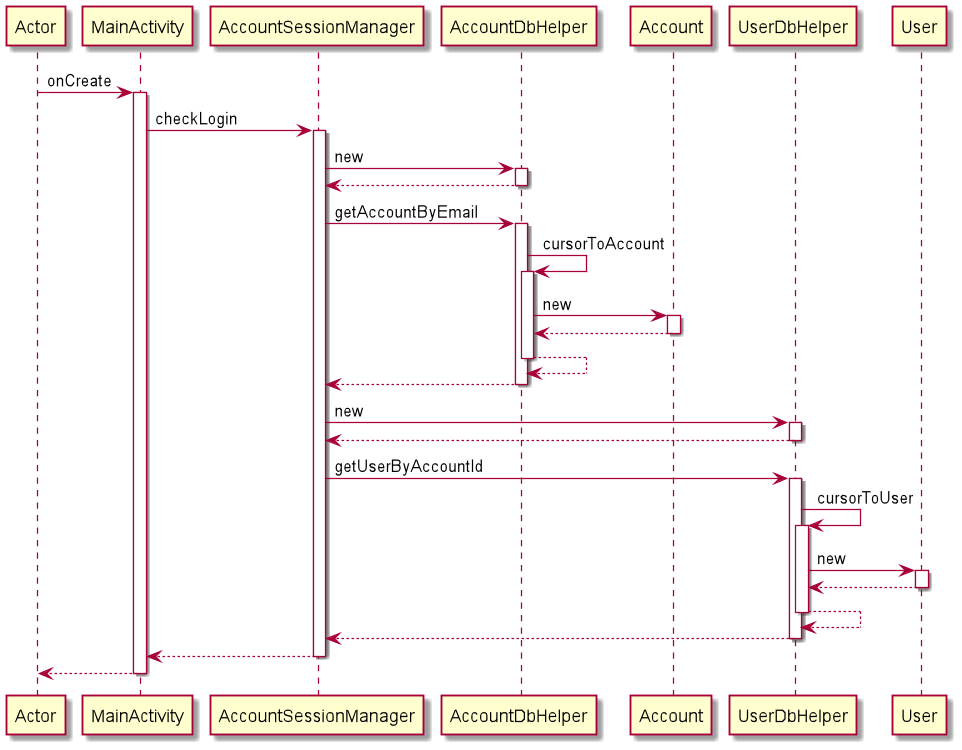 Actor MainActivity AccountSessionManager AccountDbHelper Account UserDbHelper User
onCreate
checkLogin
new
getAccountByEmail
cursorToAccount
new
new
getUserByAccountId
cursorToUser
new
Actor MainActivity AccountSessionManager AccountDbHelper Account UserDbHelper User